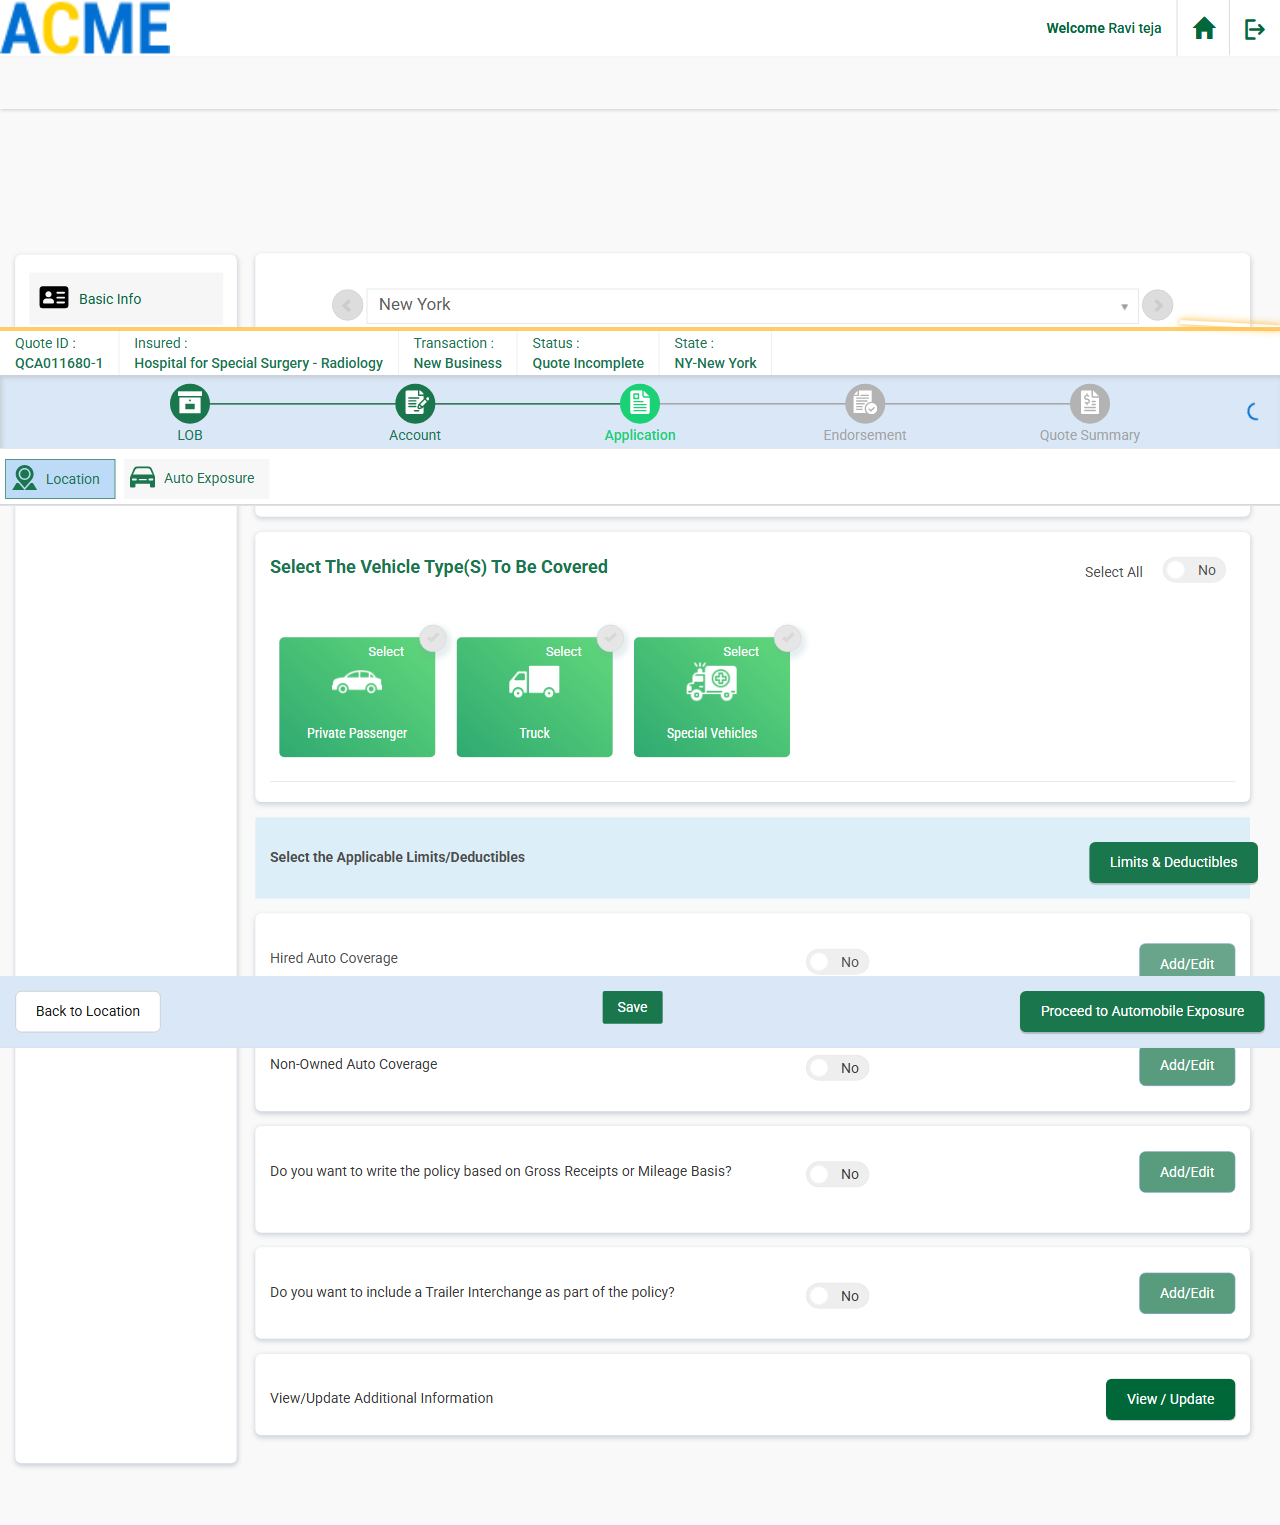 ACME
Welcome Ravi teja
Basic Info
New York
Quote ID :
QCA011680-1
Insured :
Hospital for Special Surgery - Radiology
Transaction :
New Business
Status :
Quote Incomplete
State :
NY-New York
LOB
Account
Application
Endorsement
Quote Summary
Location
Auto Exposure
Select The Vehicle Type(S) To Be Covered
Select All
No
Select
Private Passenger
Select
Truck
Select
Special Vehicles
Select the Applicable Limits/Deductibles
Limits & Deductibles
Hired Auto Coverage
No
Add/Edit
Back to Location
Save
Proceed to Automobile Exposure
Non-Owned Auto Coverage
No
Add/Edit
Do you want to write the policy based on Gross Receipts or Mileage Basis?
No
Add/Edit
Do you want to include a Trailer Interchange as part of the policy?
No
Add/Edit
View/Update Additional Information
View / Update